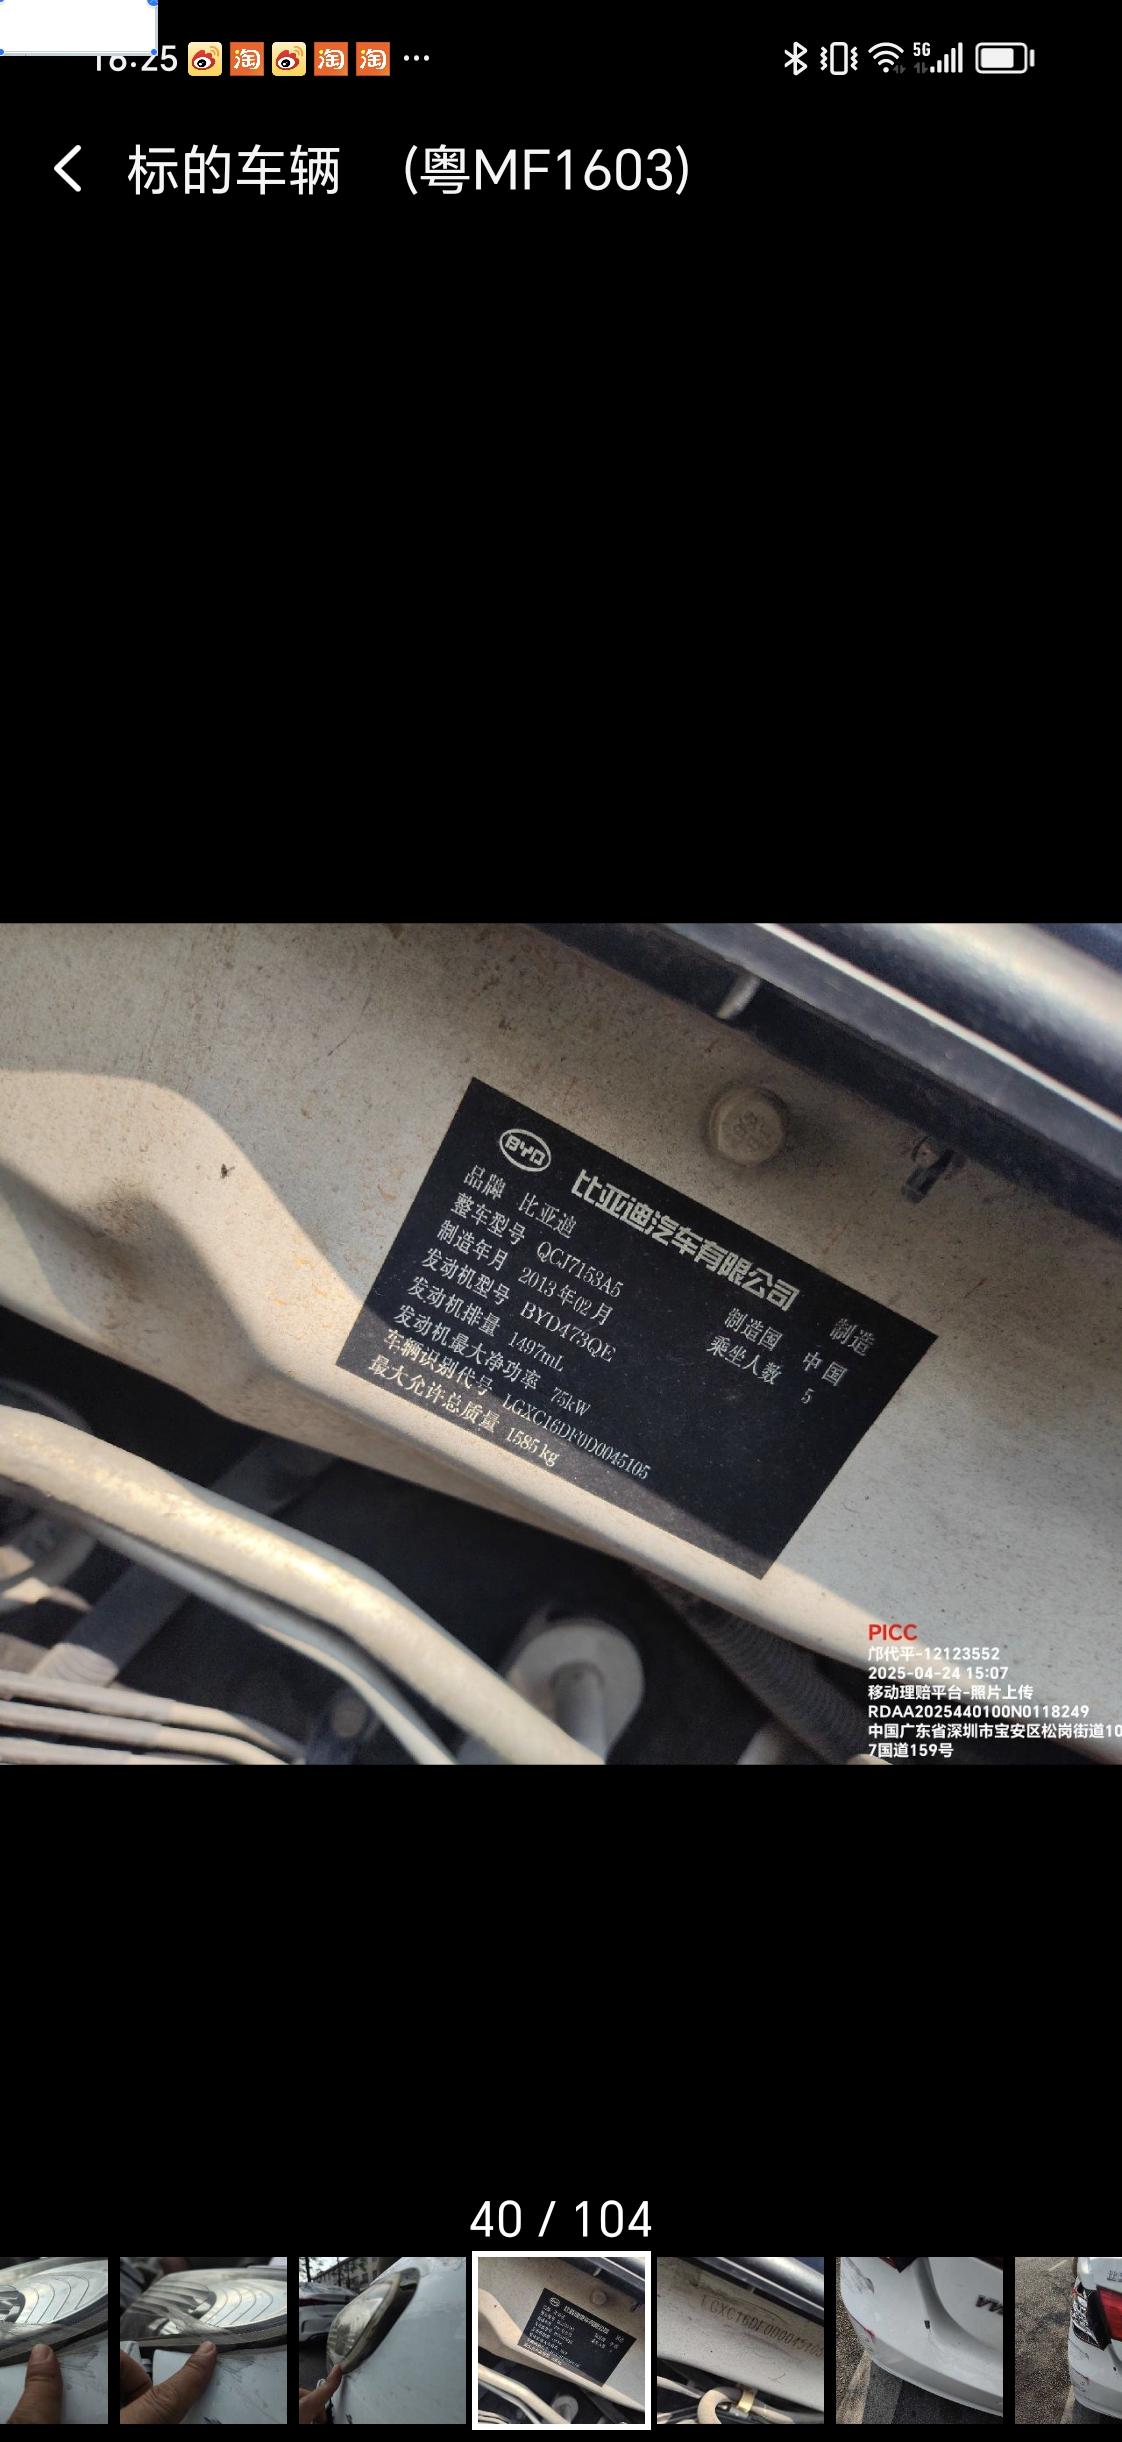 16:25
5G
标的车辆 (粤MF1603)
BYD
比亚迪汽车有限公司 制造
品牌 比亚迪
整车型号 QCJ7153A5
制造国 中国
制造年月 2013年02月
乘坐人数 5
发动机型号 BYD473QE
发动机排量 1497mL
发动机最大净功率 75kW
车辆识别代号 LGXC16DF0D0045105
最大允许总质量 1585kg
PICC
邝代平-12123552
2025-04-24 15:07
移动理赔平台-照片上传
RDAA2025440100N0118249
中国广东省深圳市宝安区松岗街道10
7国道159号
40 / 104